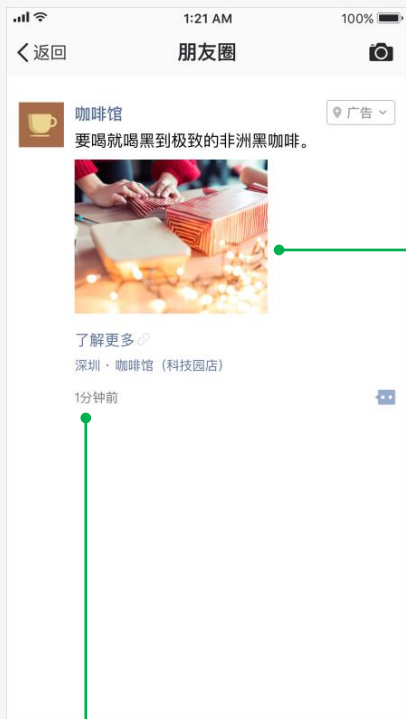 1:21 AM
100%
返回
朋友圈
咖啡馆
广告
要喝就喝黑到极致的非洲黑咖啡。
了解更多
深圳 · 咖啡馆（科技园店）
1分钟前